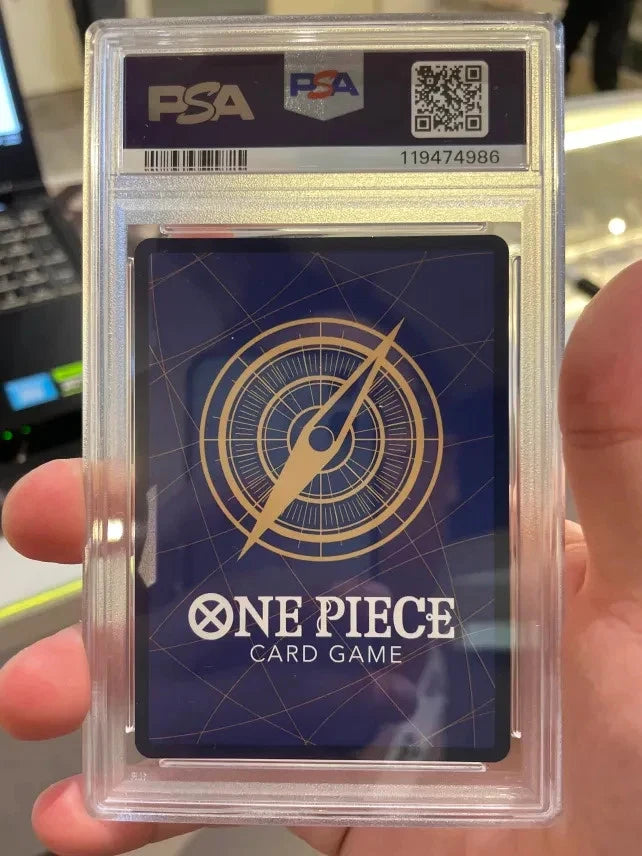 PSA
PSA
119474986
ONE PIECE
CARD GAME